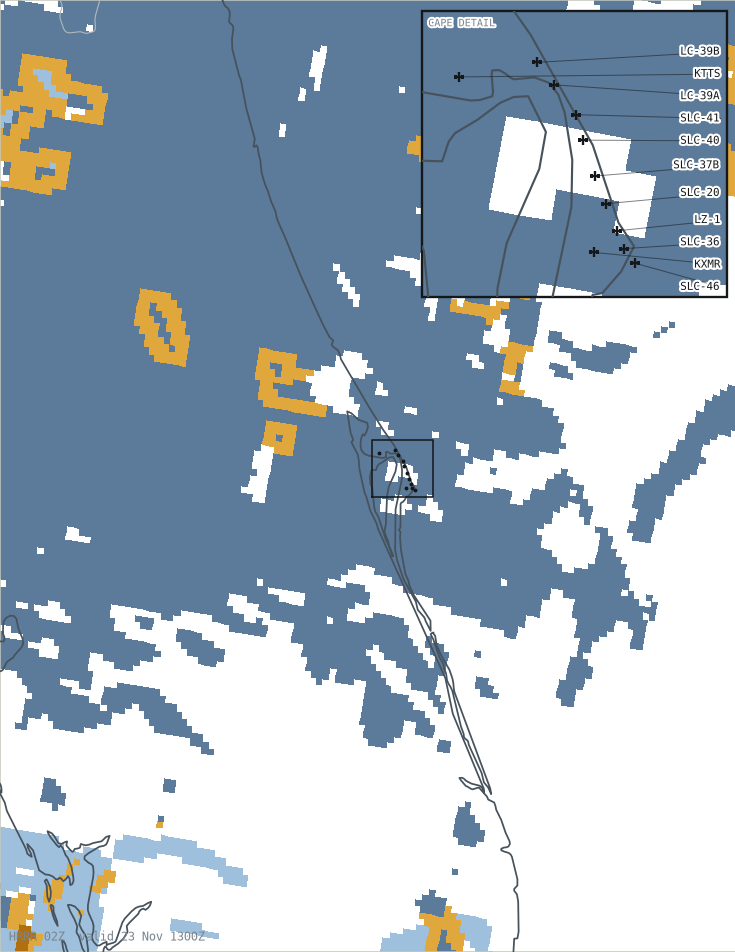 CAPE DETAIL
LC-39B
KTTS
LC-39A
SLC-41
SLC-40
SLC-37B
SLC-20
LZ-1
SLC-36
KXMR
SLC-46
02Z valid 23 Nov 1300Z